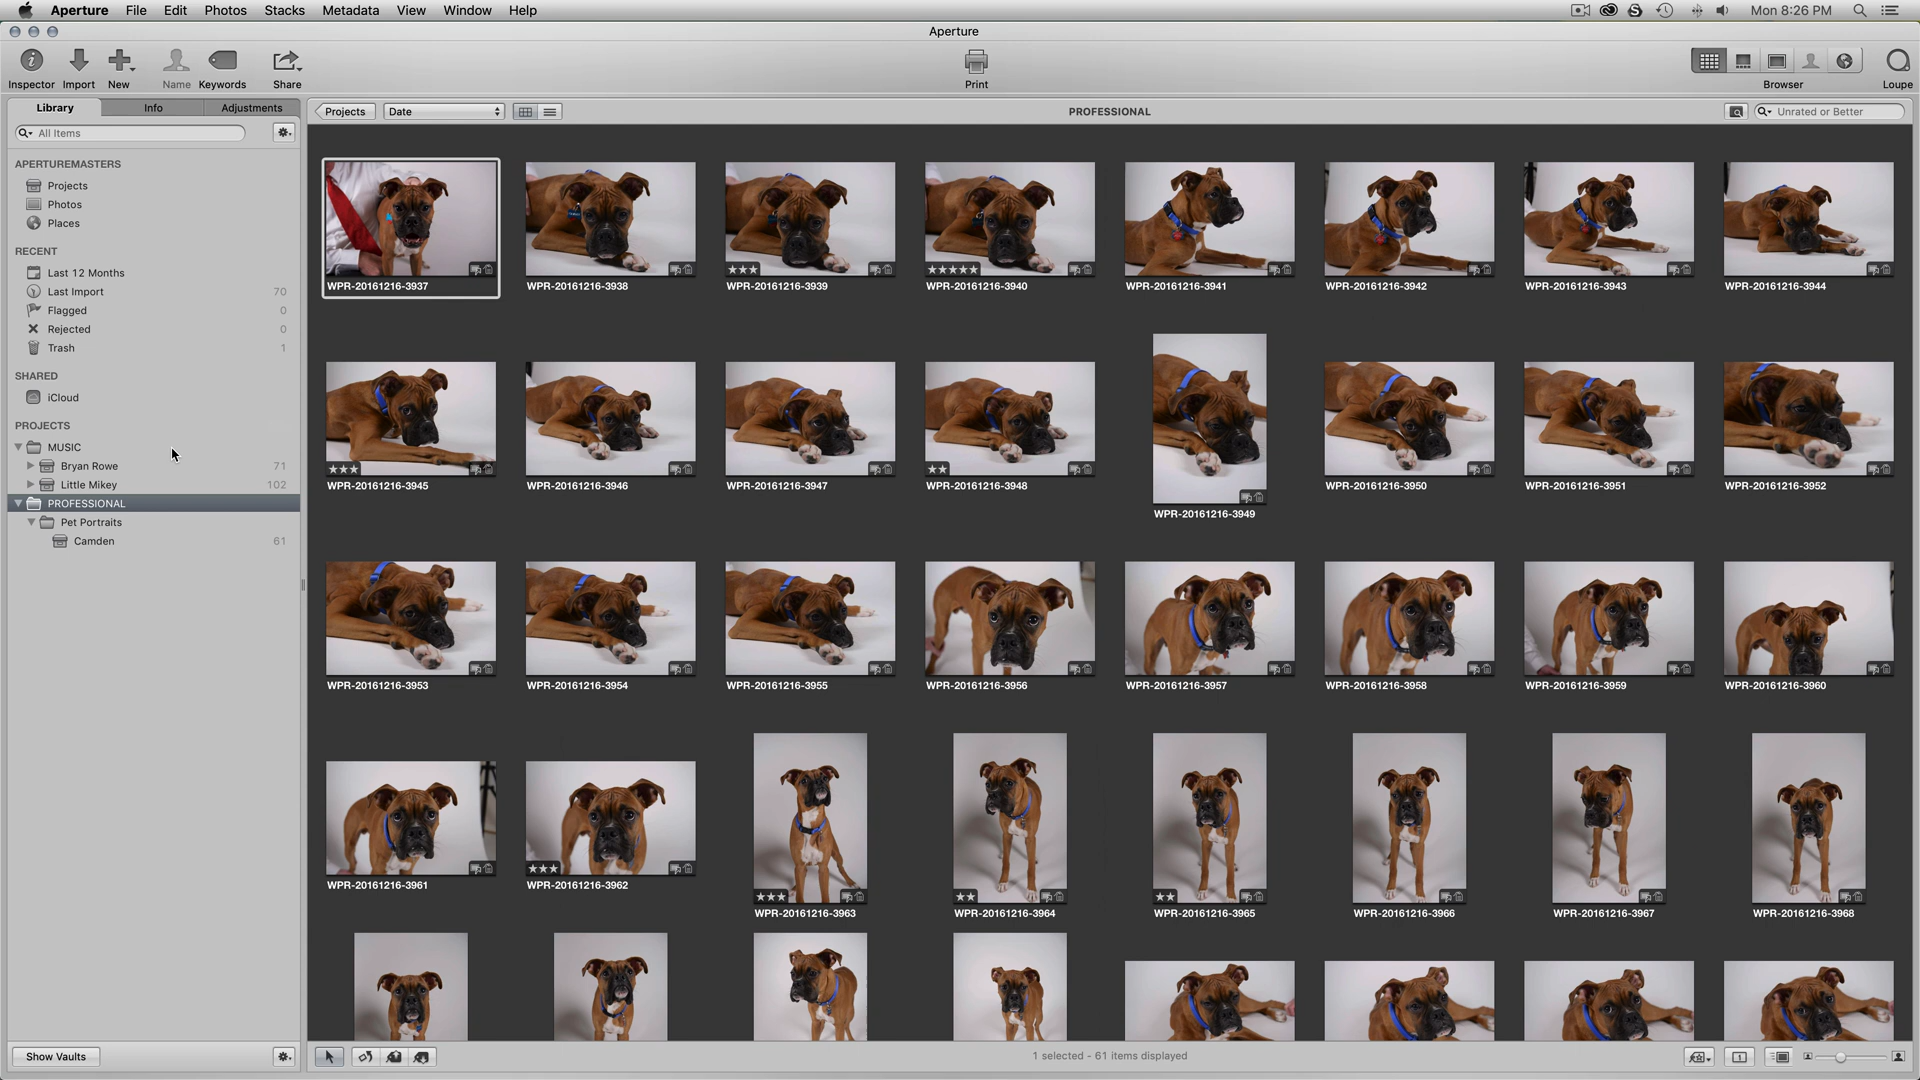 Aperture File Edit Photos Stacks Metadata View Window Help Mon 8:26 PM
Aperture
Inspector Import New Name Keywords Share Print Browser Loupe
Library Info Adjustments
Projects Date PROFESSIONAL Unrated or Better
All Items
APERTUREMASTERS
Projects
Photos
Places
RECENT
Last 12 Months
Last Import 70
Flagged 0
Rejected 0
Trash 1
SHARED
iCloud
PROJECTS
MUSIC
Bryan Rowe 71
Little Mikey 102
PROFESSIONAL
Pet Portraits
Camden 61
Show Vaults
WPR-20161216-3937 WPR-20161216-3938 WPR-20161216-3939 WPR-20161216-3940 WPR-20161216-3941 WPR-20161216-3942 WPR-20161216-3943 WPR-20161216-3944
WPR-20161216-3945 WPR-20161216-3946 WPR-20161216-3947 WPR-20161216-3948 WPR-20161216-3949 WPR-20161216-3950 WPR-20161216-3951 WPR-20161216-3952
WPR-20161216-3953 WPR-20161216-3954 WPR-20161216-3955 WPR-20161216-3956 WPR-20161216-3957 WPR-20161216-3958 WPR-20161216-3959 WPR-20161216-3960
WPR-20161216-3961 WPR-20161216-3962 WPR-20161216-3963 WPR-20161216-3964 WPR-20161216-3965 WPR-20161216-3966 WPR-20161216-3967 WPR-20161216-3968
1 selected - 61 items displayed